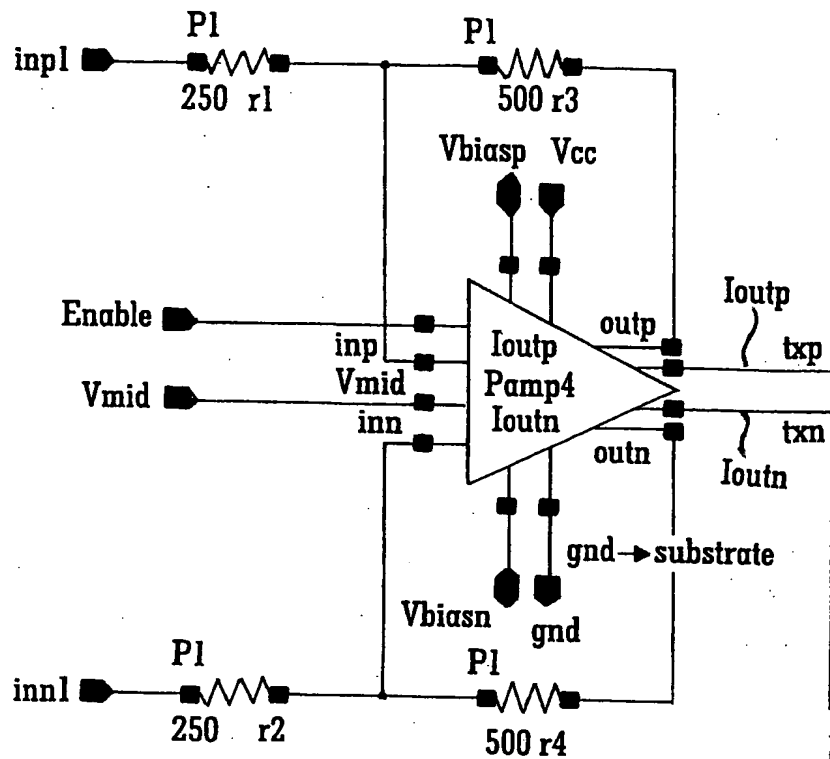 P1
P1
inp1
250 r1
500 r3
Vbiasp Vcc
Enable
Ioutp
outp
inp
Ioutp
txp
Vmid
Vmid
Pamp4
inn
Ioutn
txn
outn
Ioutn
gnd→substrate
Vbiasn
gnd
P1
P1
inn1
250 r2
500 r4